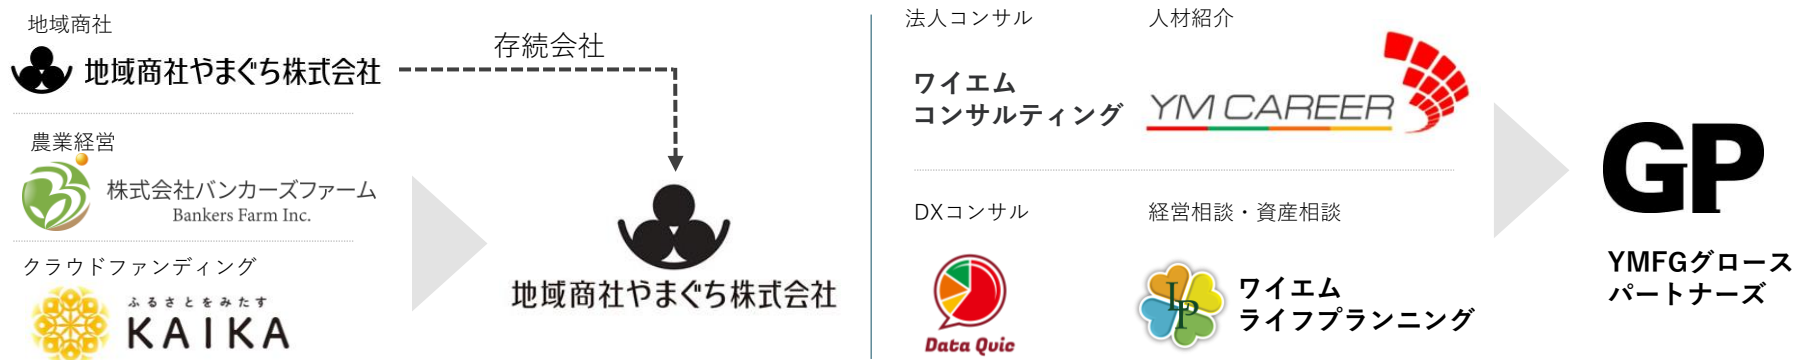 地域商社
地域商社やまぐち株式会社
存続会社
農業経営
株式会社バンカーズファーム
Bankers Farm Inc.
クラウドファンディング
ふるさとをみたす
KAIKA
地域商社やまぐち株式会社
法人コンサル
ワイエム
コンサルティング
人材紹介
YM CAREER
DXコンサル
Data Quic
経営相談・資産相談
LP
ワイエム
ライフプランニング
GP
YMFGグロース
パートナーズ